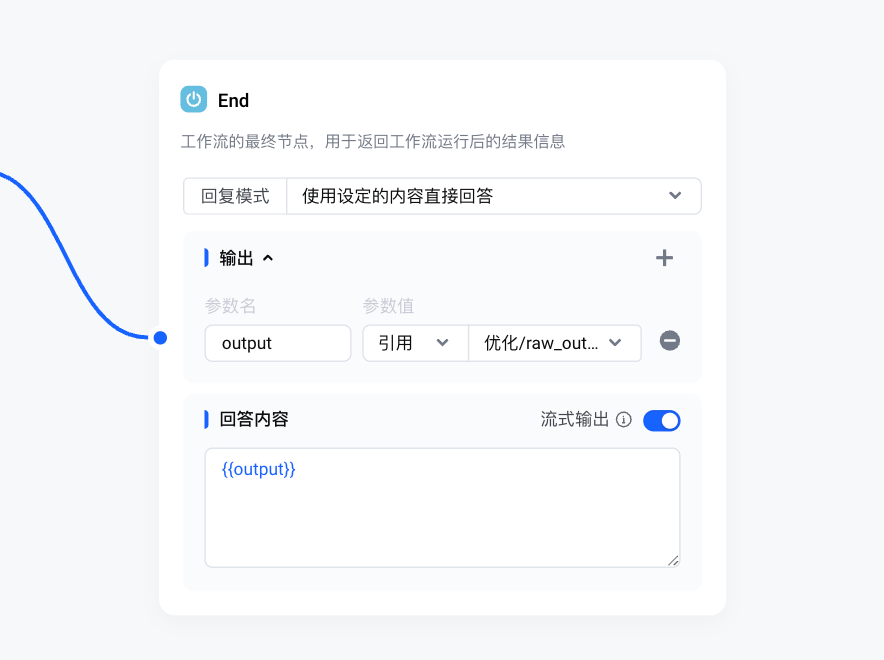 End
工作流的最终节点，用于返回工作流运行后的结果信息
回复模式 使用设定的内容直接回答
输出
参数名 参数值
output 引用 优化/raw_out...
回答内容 流式输出
{{output}}